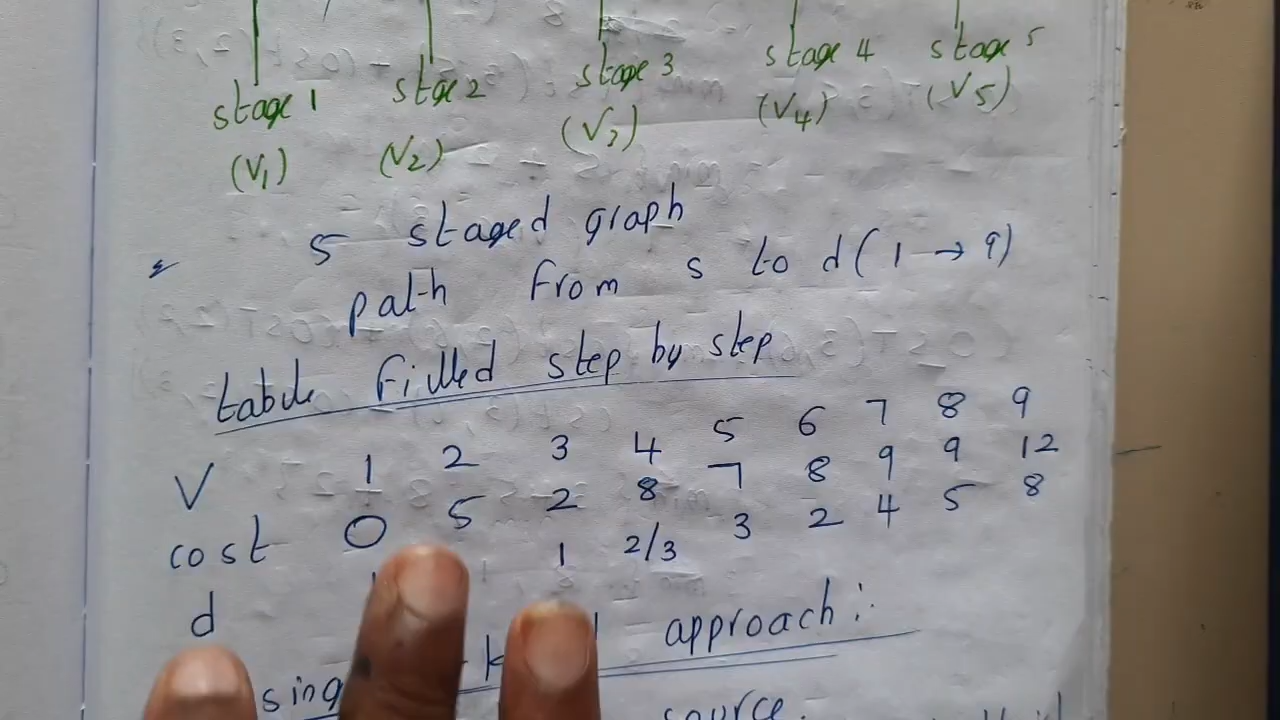 stage 1 stage 2 stage 3 stage 4 stage 5
(V1) (V2) (V3) (V4) (V5)
5 staged graph
path from s to d (1 → 9)
table filled step by step
V 1 2 3 4 5 6 7 8 9
cost 0 5 2 8 7 8 9 9 12
d 1 2/3 3 2 4 5 8
approach:
source.